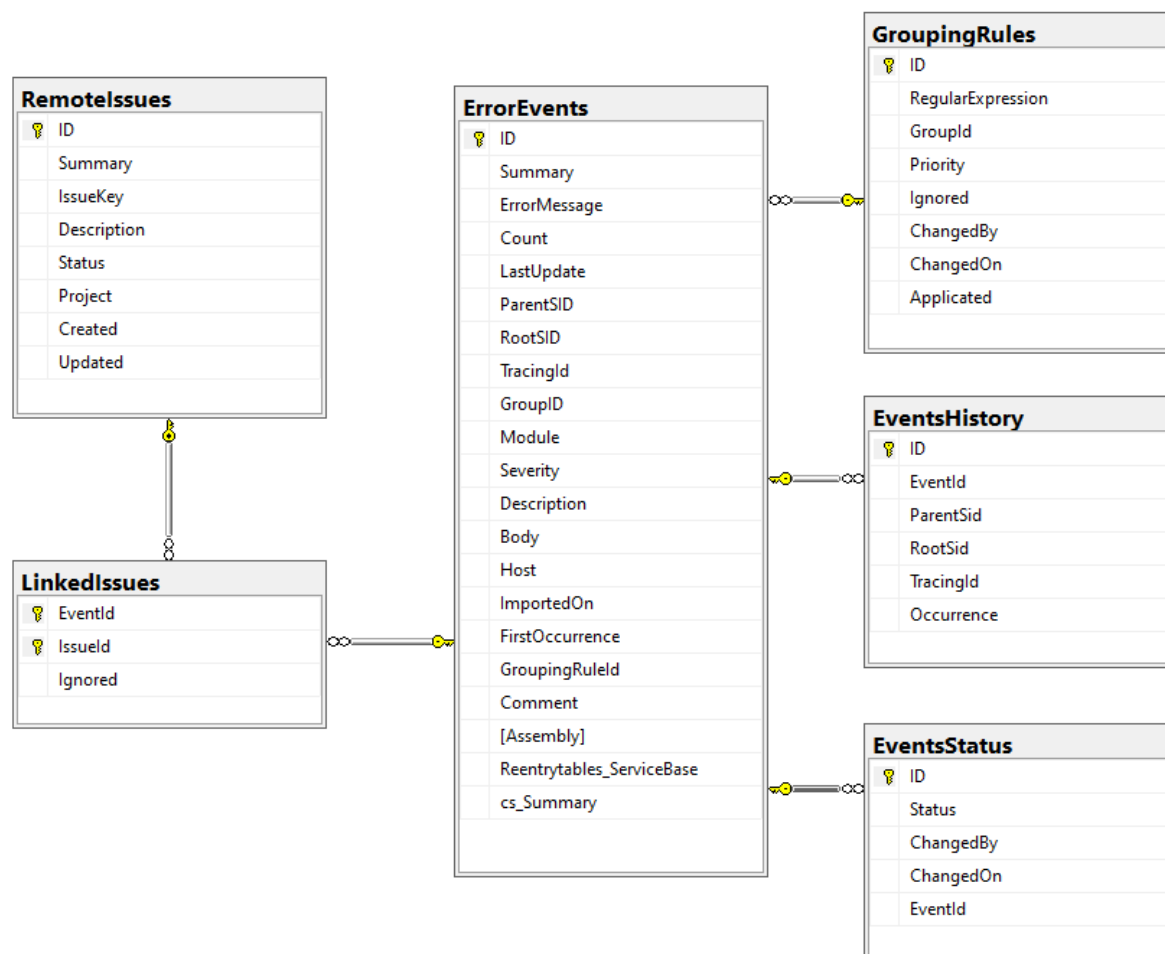 RemoteIssues
ID
Summary
IssueKey
Description
Status
Project
Created
Updated
LinkedIssues
EventId
IssueId
Ignored
ErrorEvents
ID
Summary
ErrorMessage
Count
LastUpdate
ParentSID
RootSID
TracingId
GroupID
Module
Severity
Description
Body
Host
ImportedOn
FirstOccurrence
GroupingRuleId
Comment
[Assembly]
Reentrytables_ServiceBase
cs_Summary
GroupingRules
ID
RegularExpression
GroupId
Priority
Ignored
ChangedBy
ChangedOn
Applicated
EventsHistory
ID
EventId
ParentSid
RootSid
TracingId
Occurrence
EventsStatus
ID
Status
ChangedBy
ChangedOn
EventId